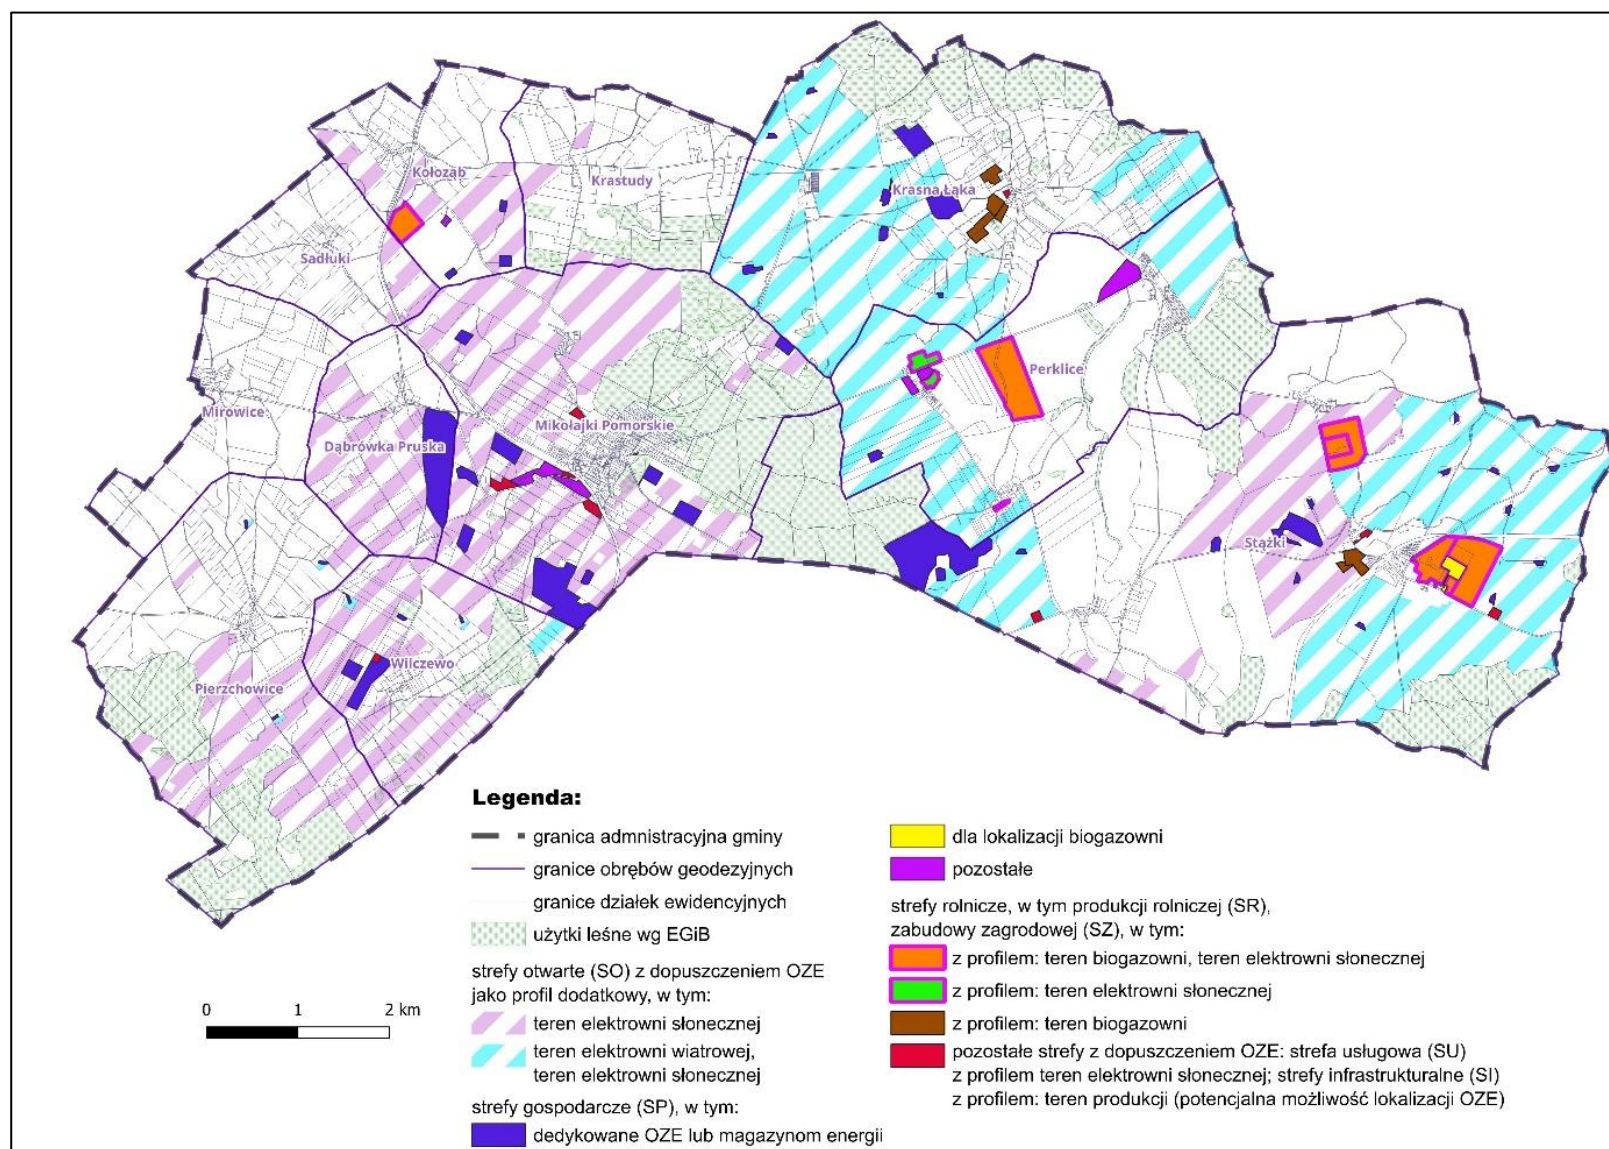 Kołoząb
Krastudy
Krasna Łąka
Sadłuki
Perklice
Mirowice
Mikołajki Pomorskie
Dąbrówka Pruska
Stążki
Wilczewo
Pierzchowice
Legenda:
granica admnistracyjna gminy
granice obrębów geodezyjnych
granice działek ewidencyjnych
użytki leśne wg EGiB
strefy otwarte (SO) z dopuszczeniem OZE
jako profil dodatkowy, w tym:
teren elektrowni słonecznej
teren elektrowni wiatrowej,
teren elektrowni słonecznej
strefy gospodarcze (SP), w tym:
dedykowane OZE lub magazynom energii
dla lokalizacji biogazowni
pozostałe
strefy rolnicze, w tym produkcji rolniczej (SR),
zabudowy zagrodowej (SZ), w tym:
z profilem: teren biogazowni, teren elektrowni słonecznej
z profilem: teren elektrowni słonecznej
z profilem: teren biogazowni
pozostałe strefy z dopuszczeniem OZE: strefa usługowa (SU)
z profilem teren elektrowni słonecznej; strefy infrastrukturalne (SI)
z profilem: teren produkcji (potencjalna możliwość lokalizacji OZE)
0 1 2 km